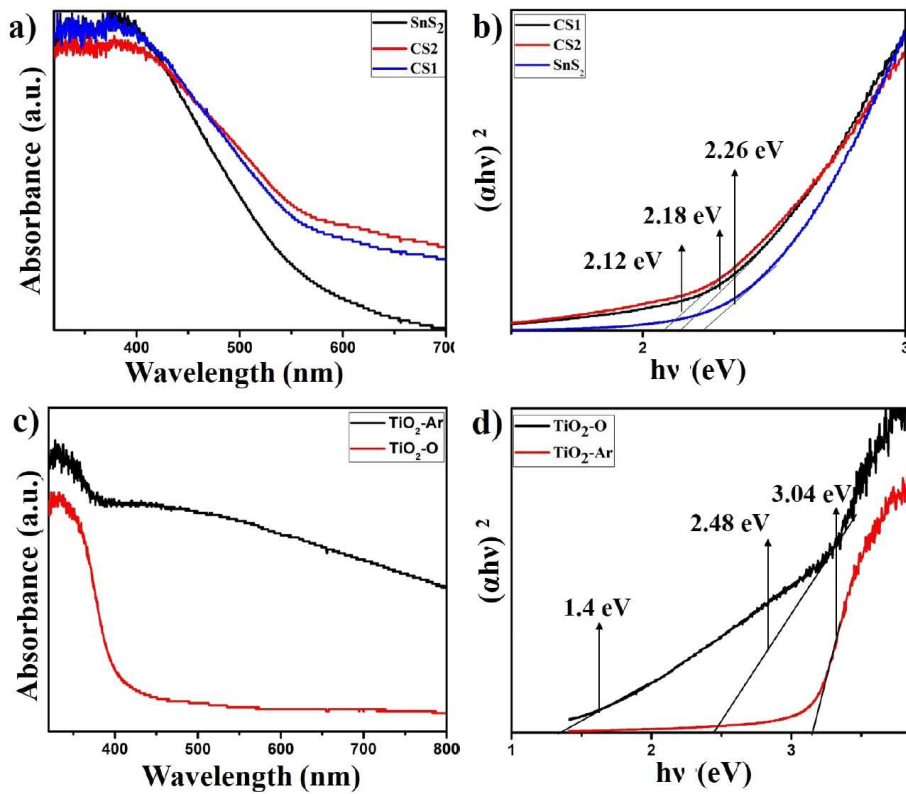 a)
SnS₂
CS2
CS1
Absorbance (a.u.)
400
500
600
700
Wavelength (nm)
b)
CS1
CS2
SnS₂
(αhν) ²
2.26 eV
2.18 eV
2.12 eV
2
3
hν (eV)
c)
TiO₂-Ar
TiO₂-O
Absorbance (a.u.)
400
500
600
700
800
Wavelength (nm)
d)
TiO₂-O
TiO₂-Ar
(αhν) ²
3.04 eV
2.48 eV
1.4 eV
1
2
3
hν (eV)